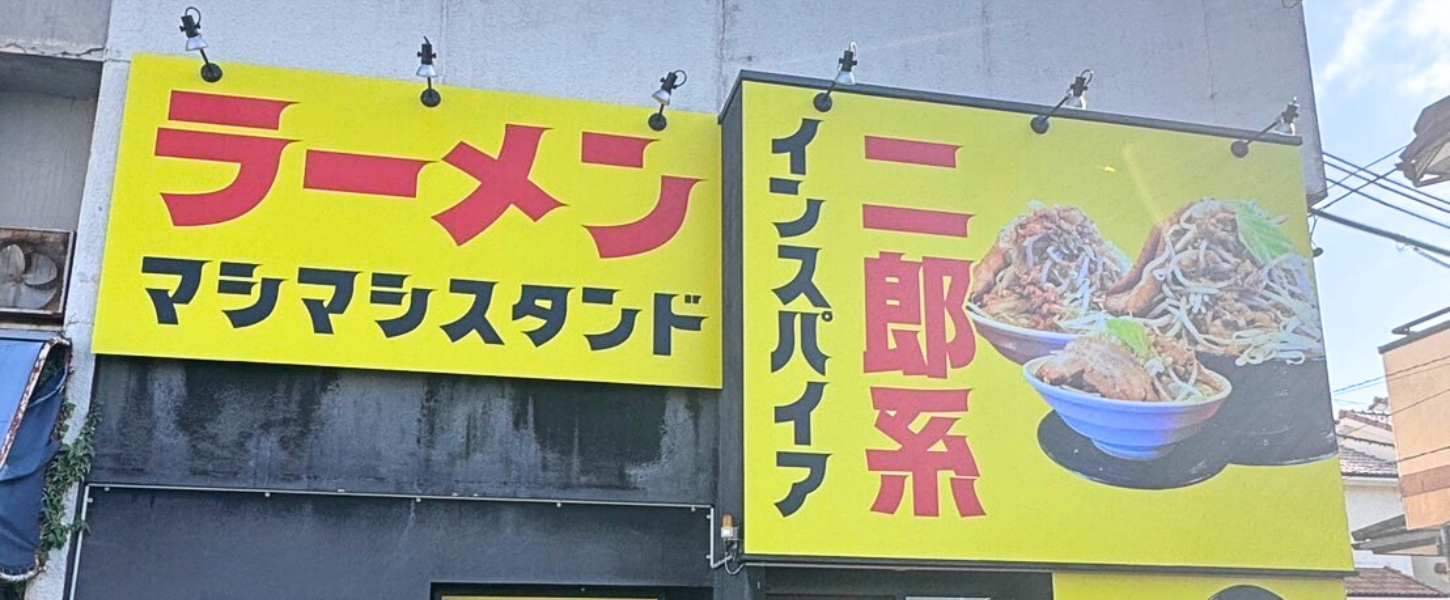 ラーメン
マシマシスタンド
二郎系
インスパイア